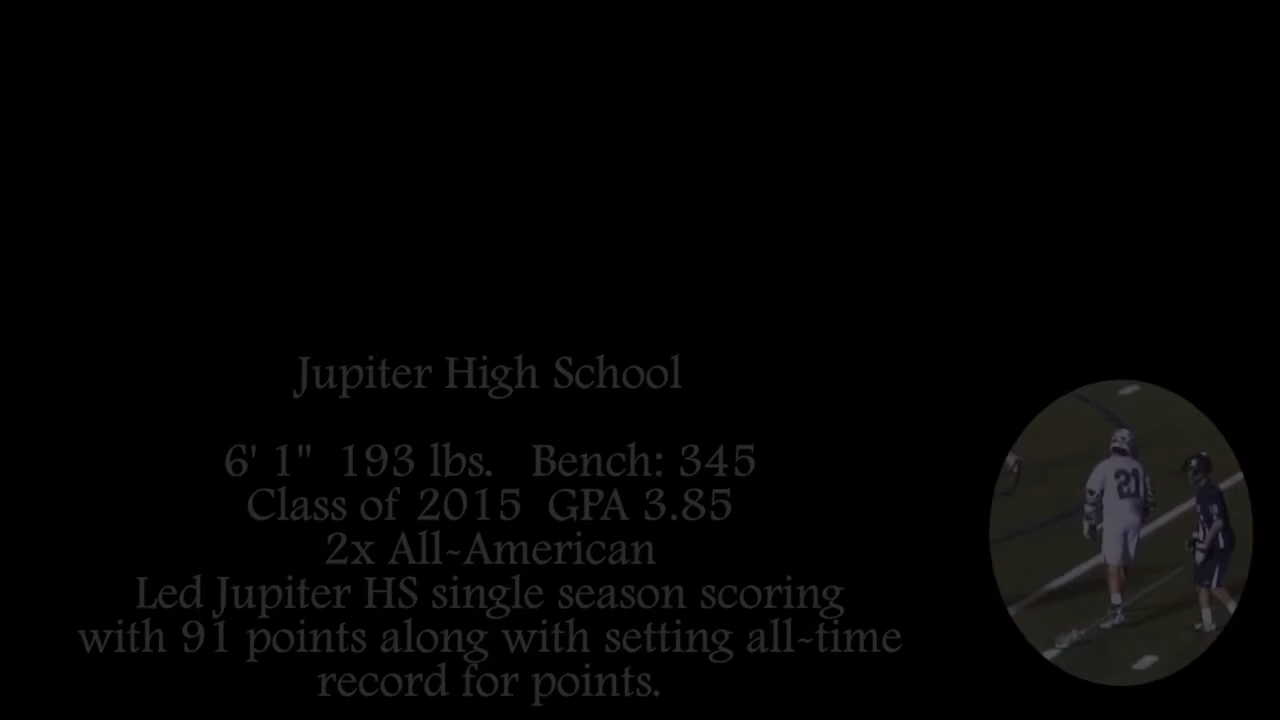 Jupiter High School
6' 1" 193 lbs. Bench: 345
Class of 2015 GPA 3.85
2x All-American
Led Jupiter HS single season scoring
with 91 points along with setting all-time
record for points.
21